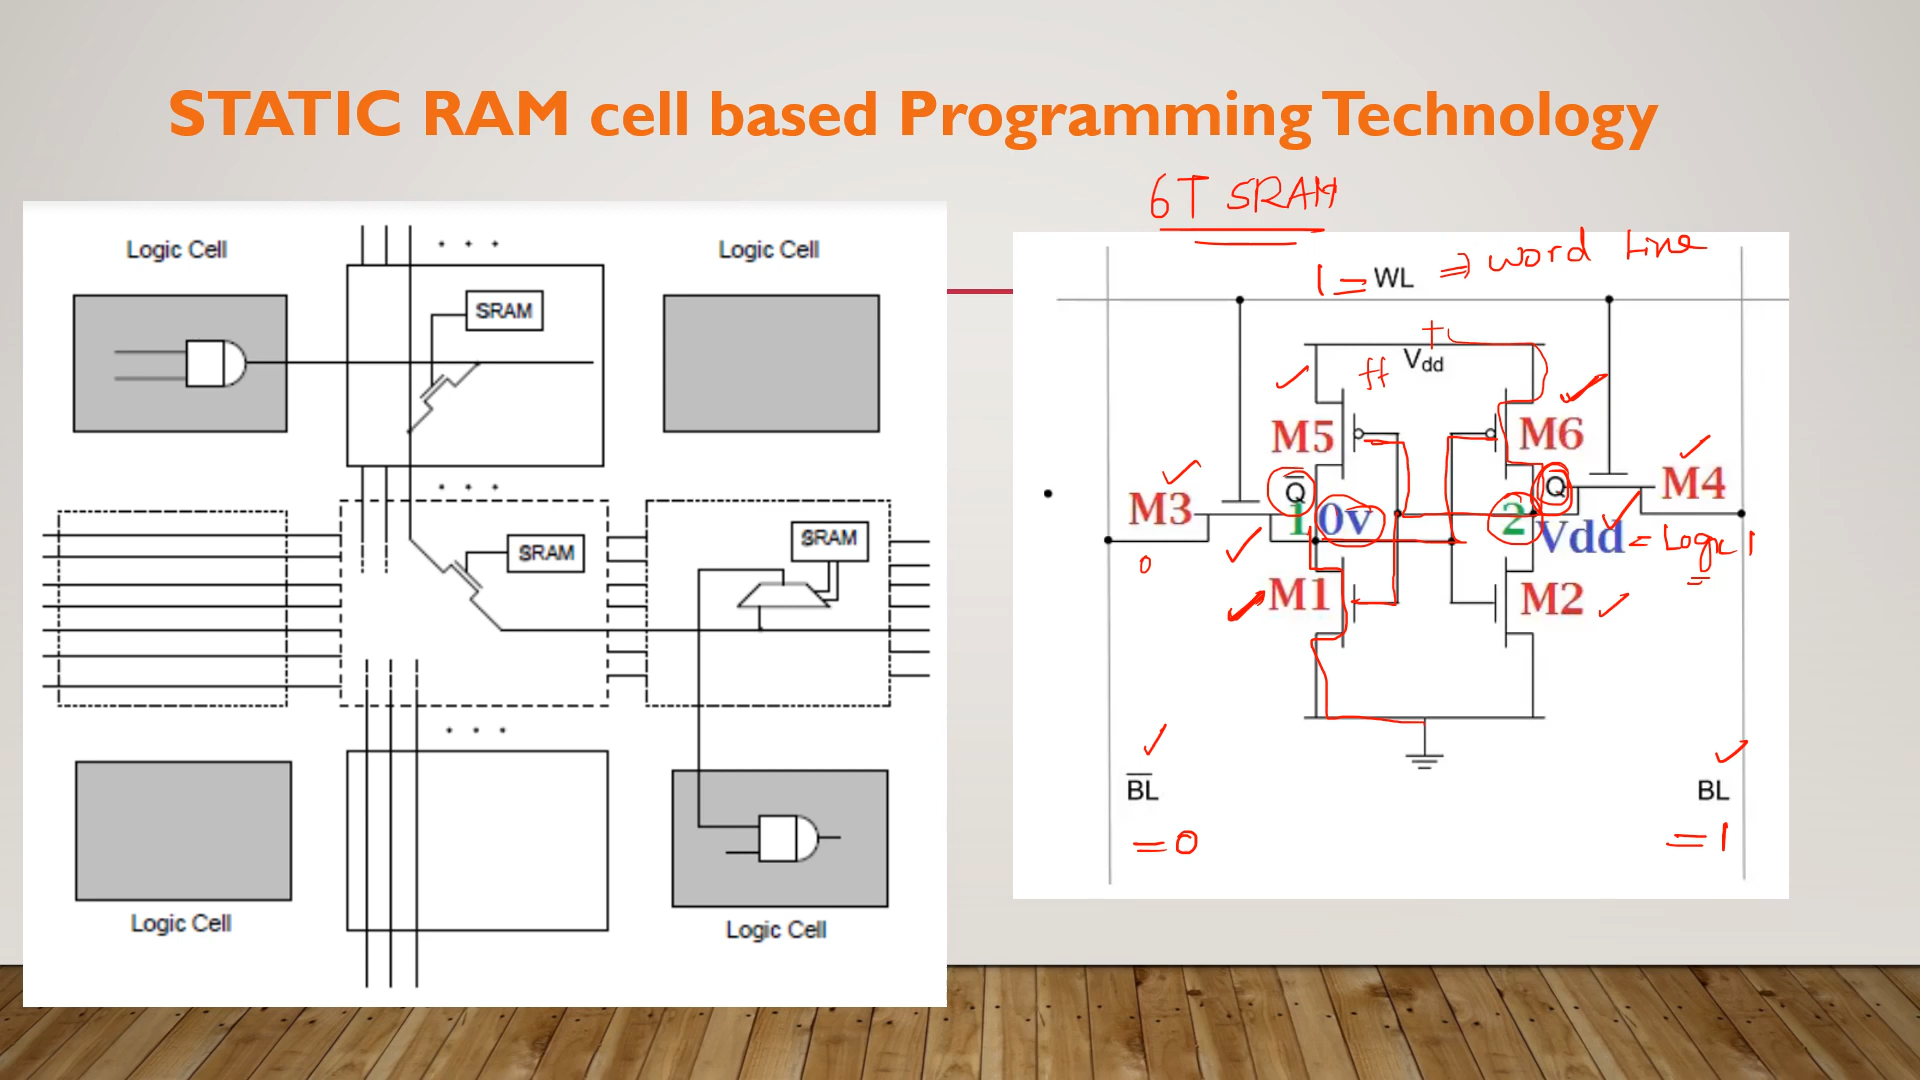 STATIC RAM cell based Programming Technology
6T SRAM
Logic Cell
Logic Cell
SRAM
SRAM
SRAM
Logic Cell
Logic Cell
1 = WL ⇒ word Line
Vdd
M5
M6
Q̅
Q
M3
M4
1 0v
2 Vdd = Logic 1
0
M1
M2
B̅L̅
BL
= 0
= 1